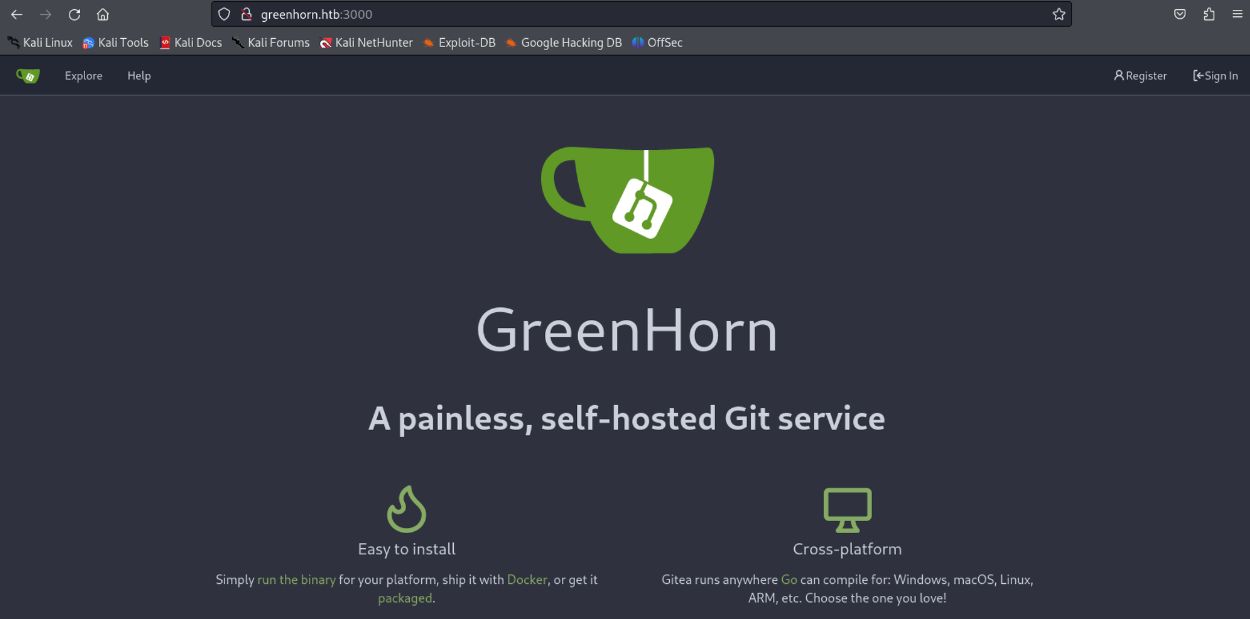 greenhorn.htb:3000
Kali Linux Kali Tools Kali Docs Kali Forums Kali NetHunter Exploit-DB Google Hacking DB OffSec
Explore Help Register Sign In
GreenHorn
A painless, self-hosted Git service
Easy to install
Simply run the binary for your platform, ship it with Docker, or get it
packaged.
Cross-platform
Gitea runs anywhere Go can compile for: Windows, macOS, Linux,
ARM, etc. Choose the one you love!